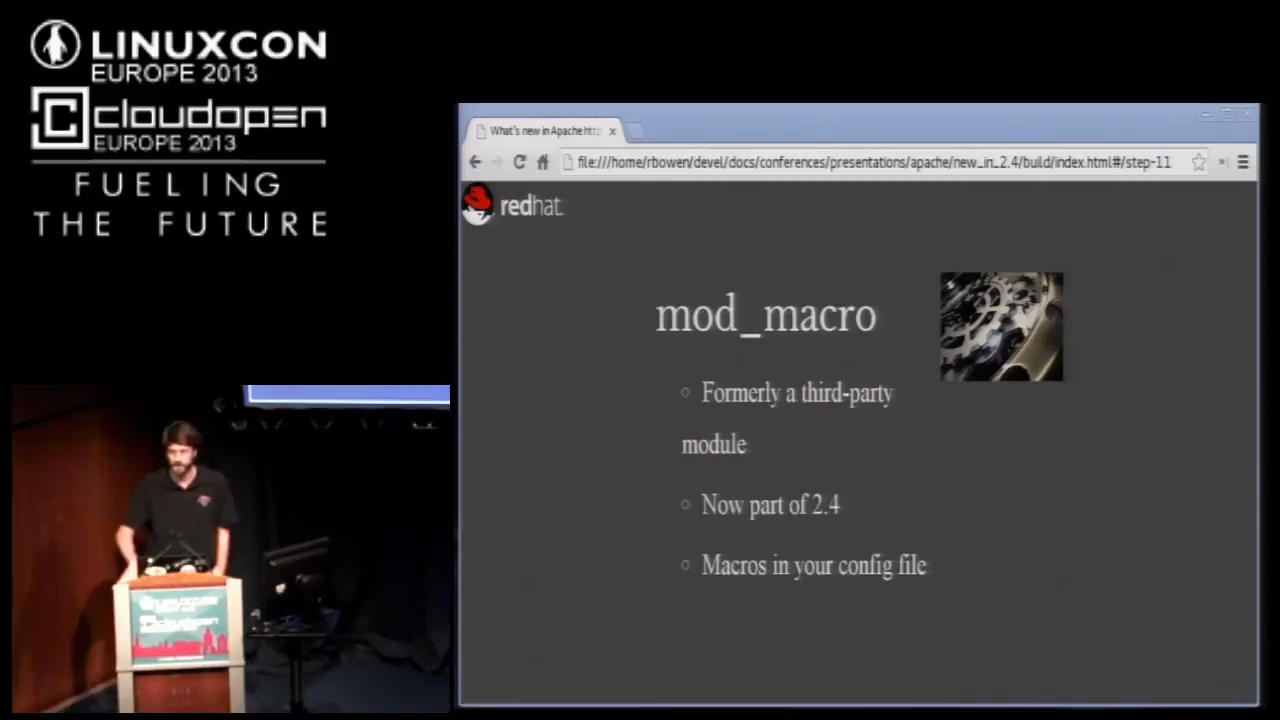 LINUXCON
EUROPE 2013
cloudopen
EUROPE 2013
FUELING
THE FUTURE
What's new in Apache http
file:///home/rbowen/devel/docs/conferences/presentations/apache/new_in_2.4/build/index.html#/step-11
redhat.
mod_macro
Formerly a third-party
module
Now part of 2.4
Macros in your config file
LINUXCON
cloudopen